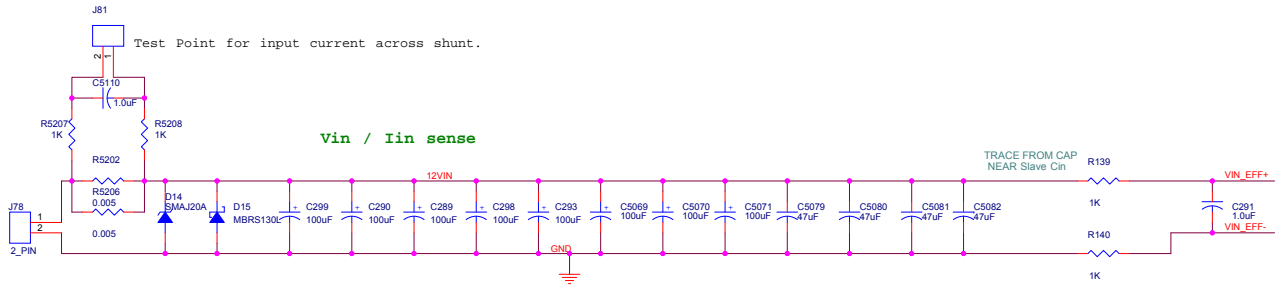 J81
2 1
Test Point for input current across shunt.
C5110
1.0uF
R5207
1K
R5208
1K
Vin / Iin sense
R5202
R5206
0.005
0.005
J78
1
2
2_PIN
D14
SMAJ20A
D15
MBRS130L
12VIN
GND
+ C299
100uF
+ C290
100uF
+ C289
100uF
+ C298
100uF
+ C293
100uF
+ C5069
100uF
+ C5070
100uF
+ C5071
100uF
C5079
47uF
C5080
47uF
C5081
47uF
C5082
47uF
TRACE FROM CAP
NEAR Slave Cin
R139
1K
R140
1K
VIN_EFF+
C291
1.0uF
VIN_EFF-